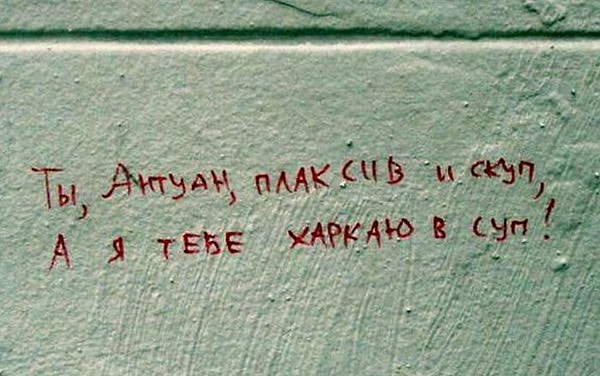 Ты, Антуан, плаксив и скуп,
А я тебе харкаю в суп!